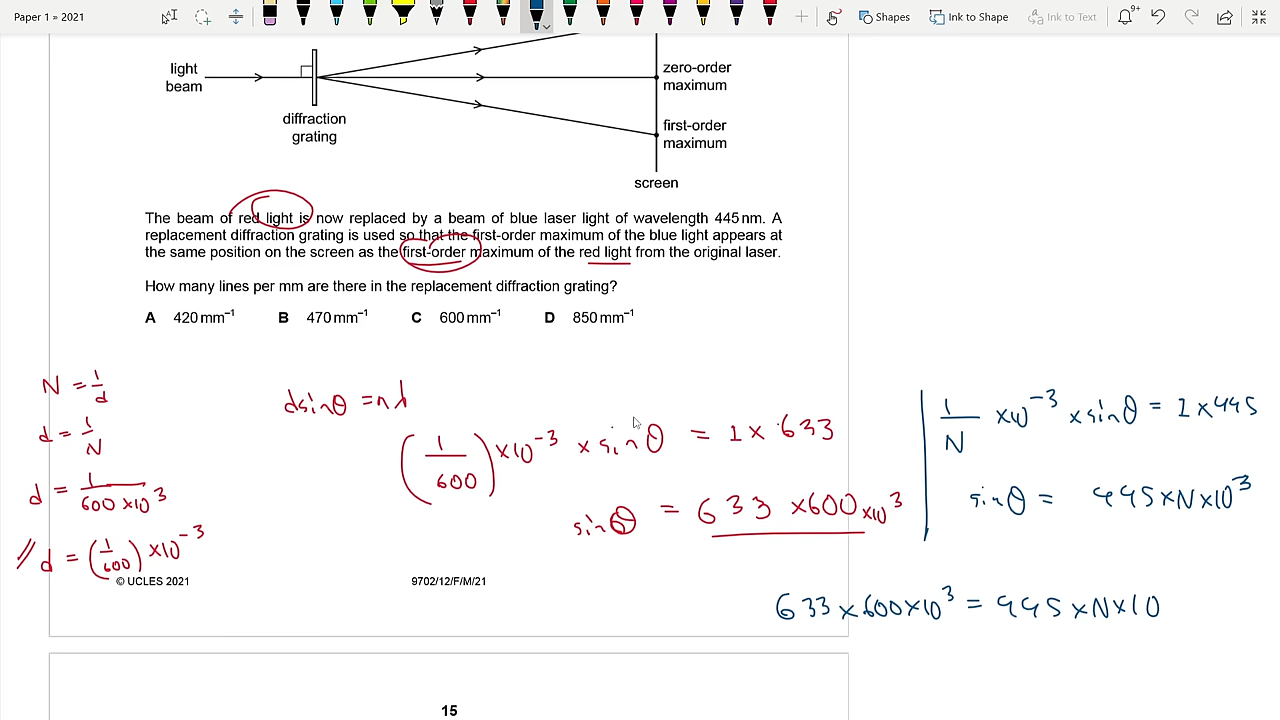 Paper 1 » 2021
Shapes
Ink to Shape
Ink to Text
9+
light
beam
diffraction
grating
zero-order
maximum
first-order
maximum
screen
The beam of red light is now replaced by a beam of blue laser light of wavelength 445 nm. A
replacement diffraction grating is used so that the first-order maximum of the blue light appears at
the same position on the screen as the first-order maximum of the red light from the original laser.
How many lines per mm are there in the replacement diffraction grating?
A 420 mm⁻¹ B 470 mm⁻¹ C 600 mm⁻¹ D 850 mm⁻¹
N = 1/d
d = 1/N
d = 1/600×10³
// d = (1/600) ×10⁻³
dsinθ = nλ
(1/600) ×10⁻³ × sinθ = 1 × 633
sinθ = 633 ×600 ×10³
1/N ×10⁻³ × sinθ = 1 × 445
sinθ = 445×N×10³
633 ×600×10³ = 445 ×N×10
© UCLES 2021
9702/12/F/M/21
15